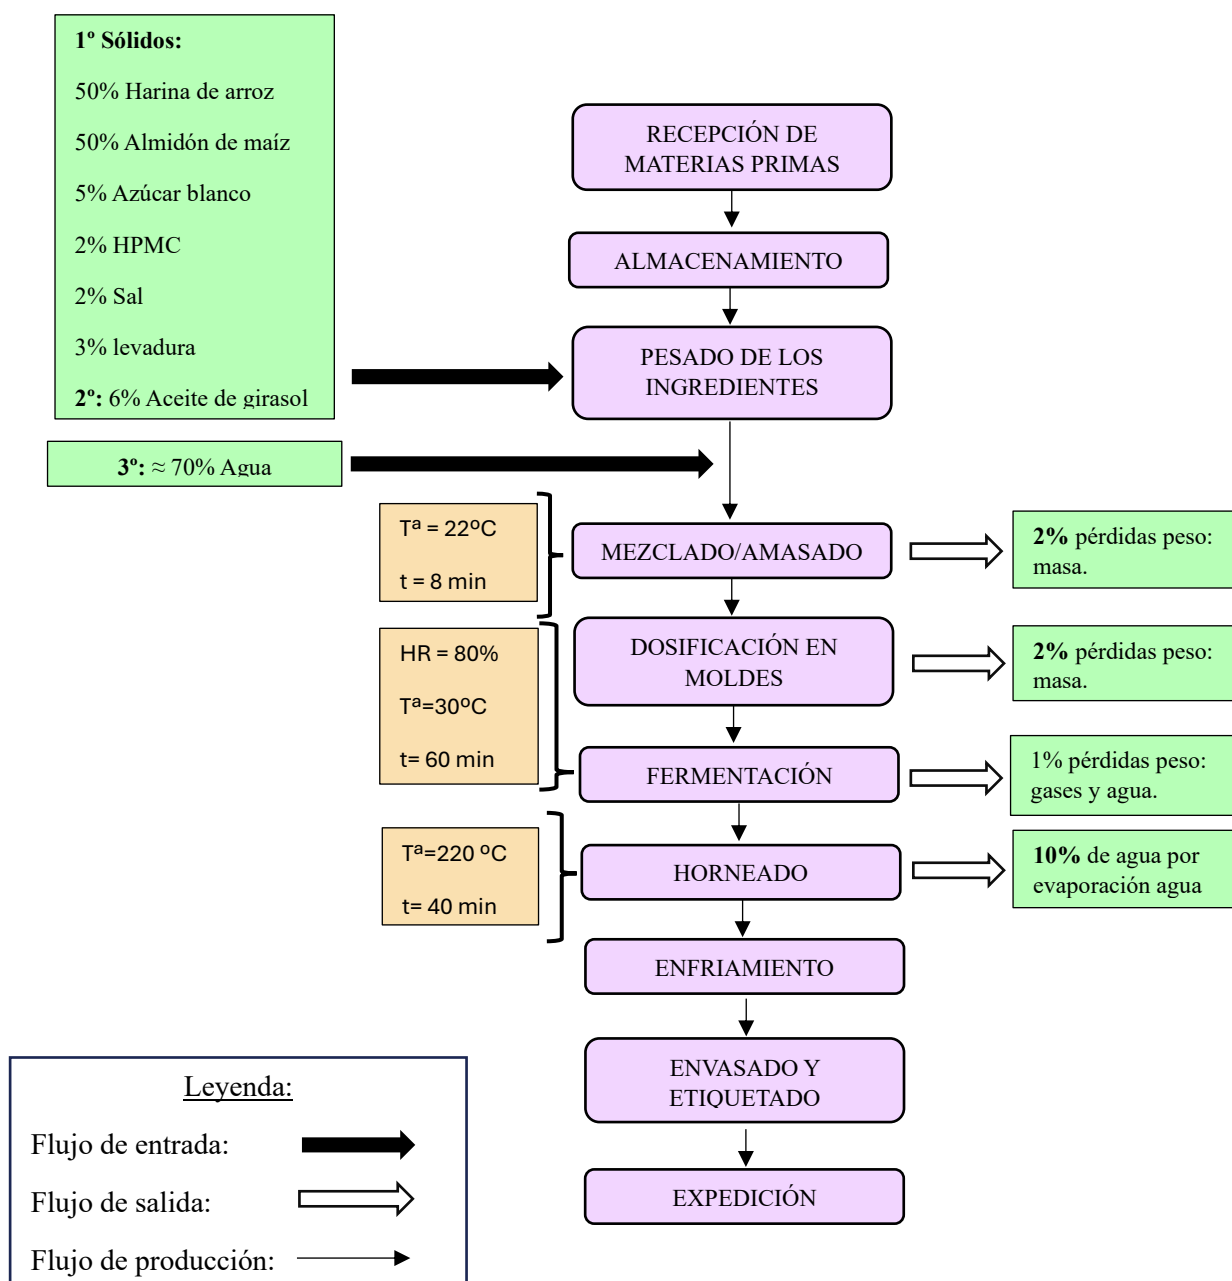 1º Sólidos:
50% Harina de arroz
50% Almidón de maíz
5% Azúcar blanco
2% HPMC
2% Sal
3% levadura
2º: 6% Aceite de girasol
3º: ≈ 70% Agua
RECEPCIÓN DE
MATERIAS PRIMAS
ALMACENAMIENTO
PESADO DE LOS
INGREDIENTES
Tª = 22ºC
t = 8 min
MEZCLADO/AMASADO
2% pérdidas peso:
masa.
HR = 80%
Tª=30ºC
t= 60 min
DOSIFICACIÓN EN
MOLDES
2% pérdidas peso:
masa.
FERMENTACIÓN
1% pérdidas peso:
gases y agua.
Tª=220 ºC
t= 40 min
HORNEADO
10% de agua por
evaporación agua
ENFRIAMIENTO
ENVASADO Y
ETIQUETADO
EXPEDICIÓN
Leyenda:
Flujo de entrada:
Flujo de salida:
Flujo de producción: